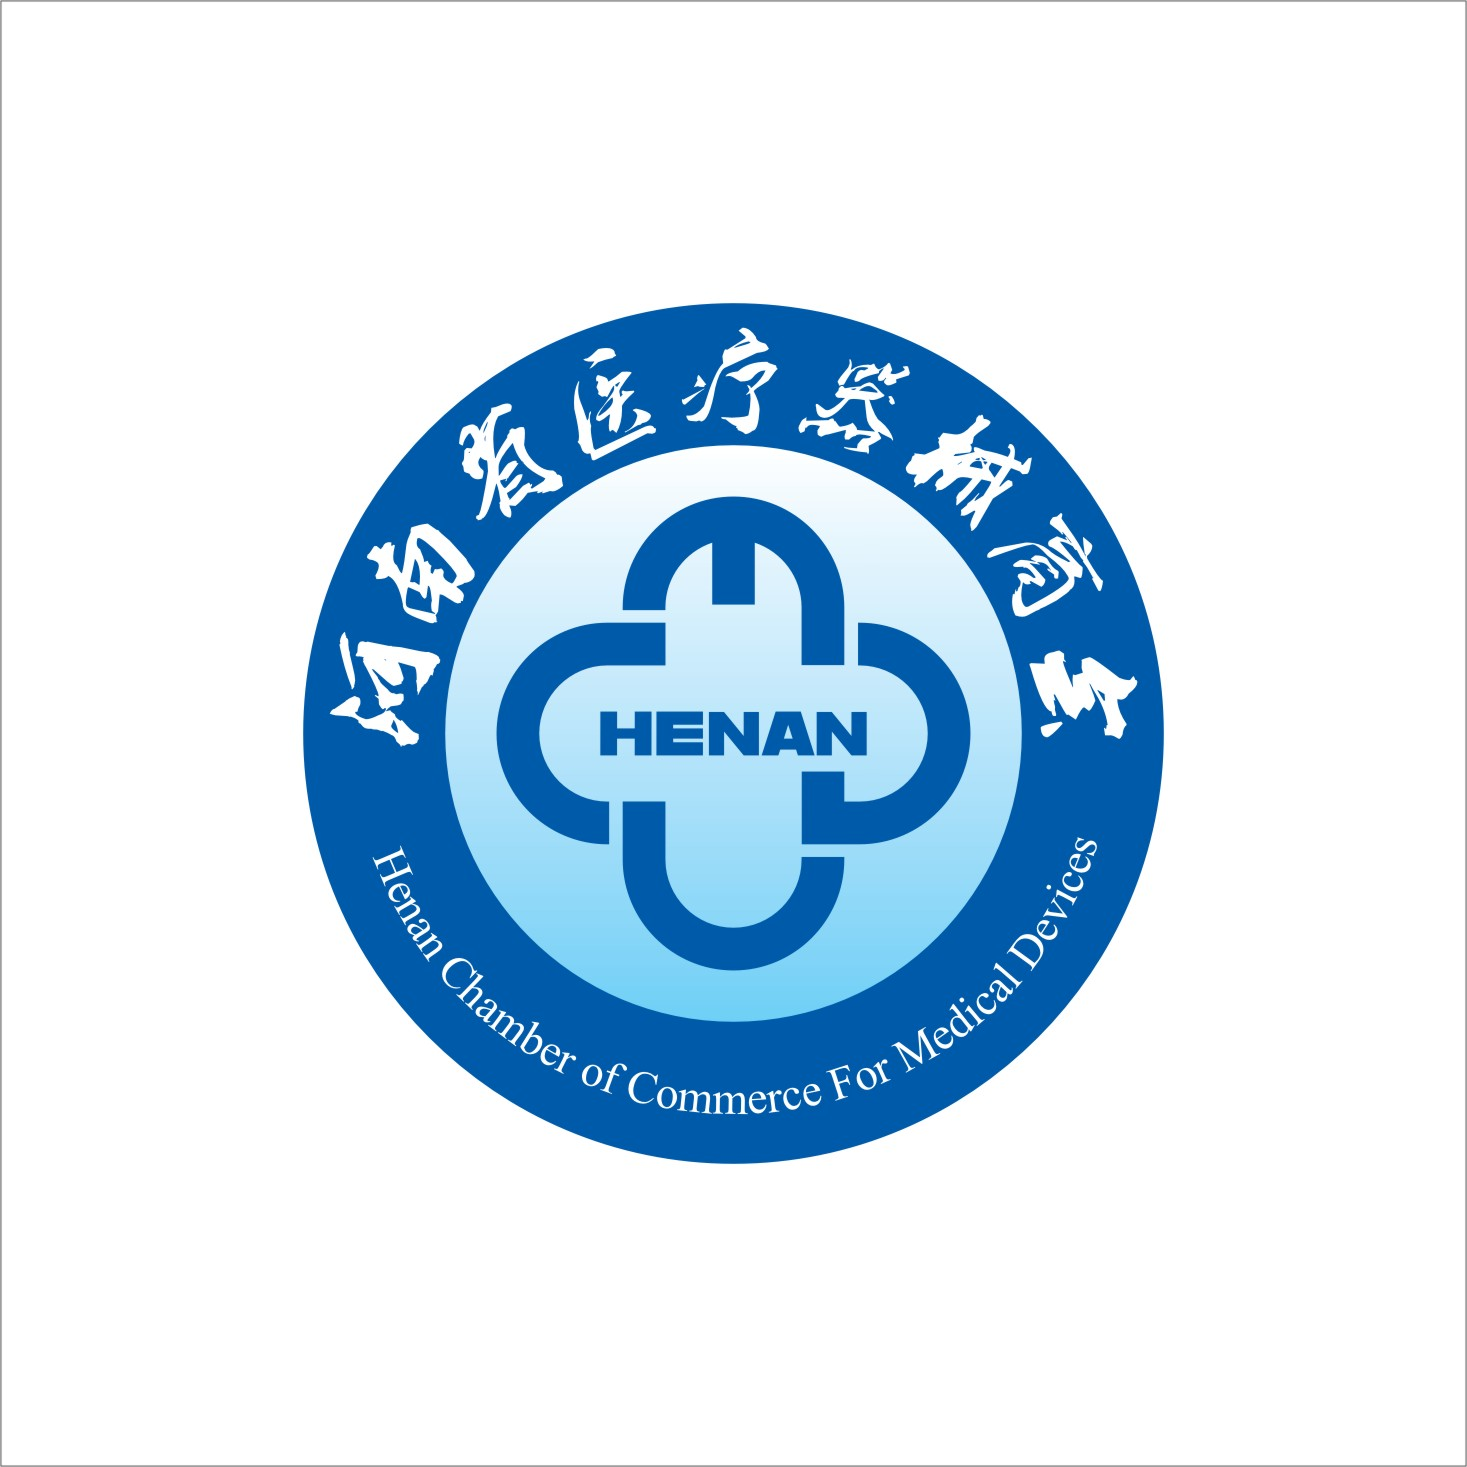 河南省医疗器械商会
HENAN
Henan Chamber of Commerce For Medical Devices